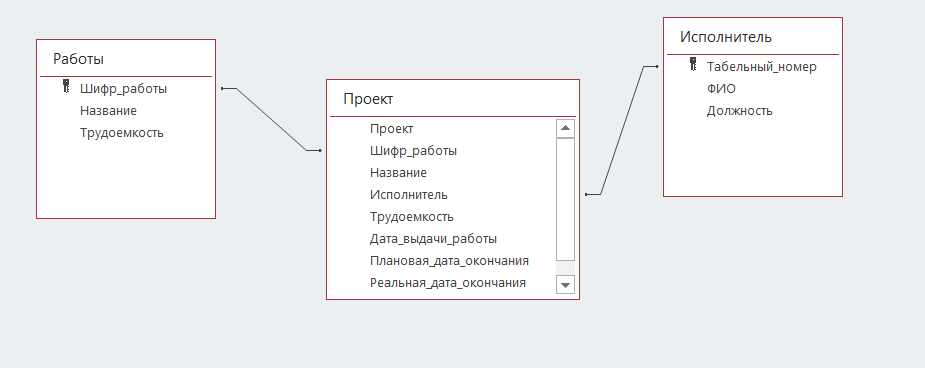 Работы
Шифр_работы
Название
Трудоемкость
Проект
Проект
Шифр_работы
Название
Исполнитель
Трудоемкость
Дата_выдачи_работы
Плановая_дата_окончания
Реальная_дата_окончания
Исполнитель
Табельный_номер
ФИО
Должность